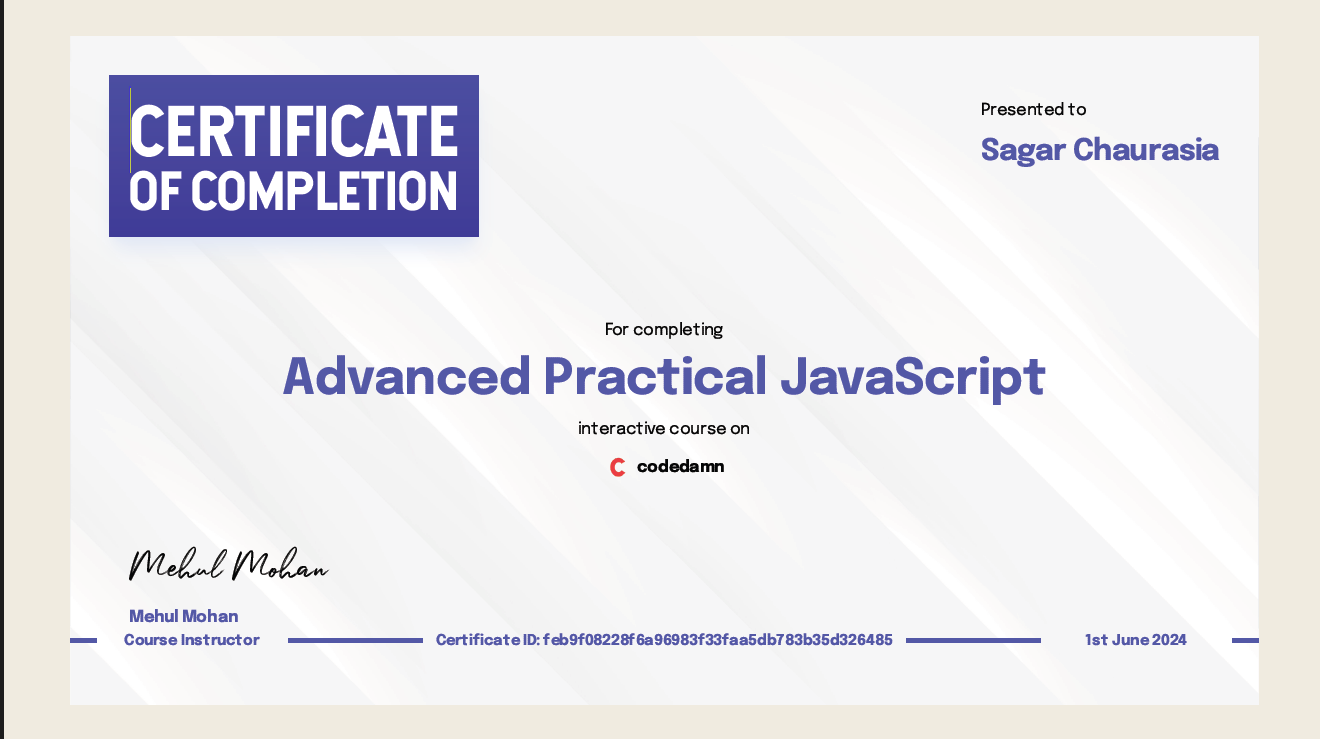 CERTIFICATE
OF COMPLETION
Presented to
Sagar Chaurasia
For completing
Advanced Practical JavaScript
interactive course on
codedamn
Mehul Mohan
Mehul Mohan
Course Instructor
Certificate ID: feb9f08228f6a96983f33faa5db783b35d326485
1st June 2024